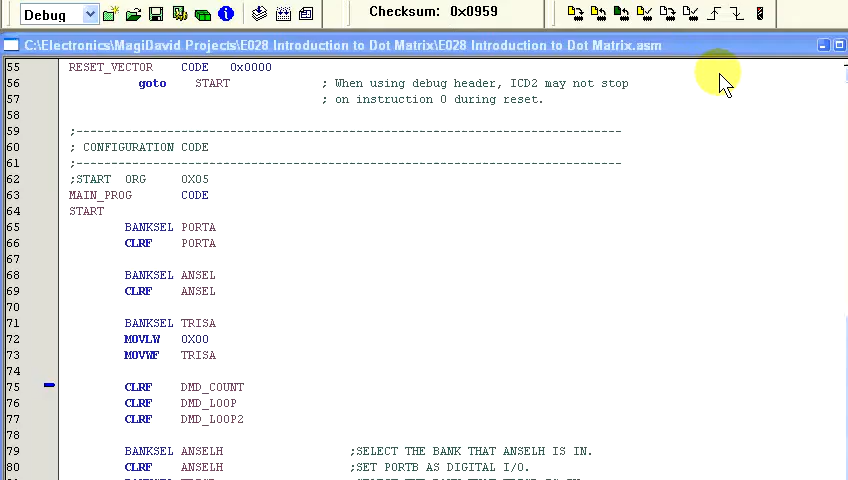 Debug Checksum: 0x0959
C:\Electronics\MagiDavid Projects\E028 Introduction to Dot Matrix\E028 Introduction to Dot Matrix.asm
55 RESET_VECTOR CODE 0x0000
56 goto START ; When using debug header, ICD2 may not stop
57 ; on instruction 0 during reset.
58
59 ;------------------------------------------------------------------------------
60 ; CONFIGURATION CODE
61 ;------------------------------------------------------------------------------
62 ;START ORG 0X05
63 MAIN_PROG CODE
64 START
65 BANKSEL PORTA
66 CLRF PORTA
67
68 BANKSEL ANSEL
69 CLRF ANSEL
70
71 BANKSEL TRISA
72 MOVLW 0X00
73 MOVWF TRISA
74
75 CLRF DMD_COUNT
76 CLRF DMD_LOOP
77 CLRF DMD_LOOP2
78
79 BANKSEL ANSELH ;SELECT THE BANK THAT ANSELH IS IN.
80 CLRF ANSELH ;SET PORTB AS DIGITAL I/O.